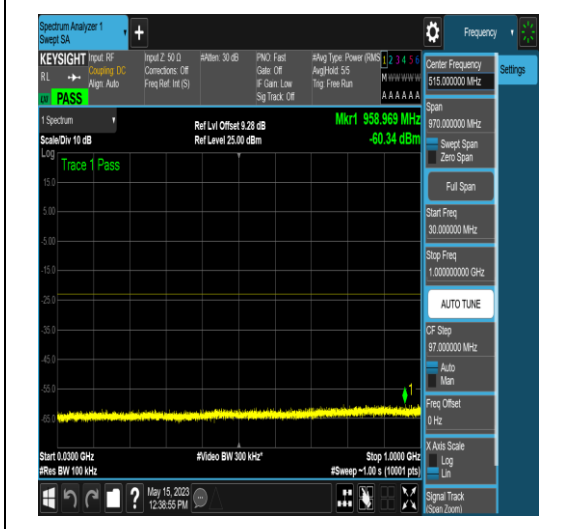 Spectrum Analyzer 1
Swept SA
Frequency
KEYSIGHT
RL
PASS
Input: RF
Coupling: DC
Align: Auto
Input Z: 50 Ω
Corrections: Off
Freq Ref: Int (S)
#Atten: 30 dB
PNO: Fast
Gate: Off
IF Gain: Low
Sig Track: Off
#Avg Type: Power (RMS
Avg|Hold: 5/5
Trig: Free Run
1 2 3 4 5 6
M W W W W W
A A A A A A
1 Spectrum
Scale/Div 10 dB
Ref Lvl Offset 9.28 dB
Ref Level 25.00 dBm
Mkr1 958.969 MHz
-60.34 dBm
Log
Trace 1 Pass
15.0
5.00
-5.00
-15.0
-25.0
-35.0
-45.0
-55.0
-65.0
1
Start 0.0300 GHz
#Res BW 100 kHz
#Video BW 300 kHz*
Stop 1.0000 GHz
#Sweep ~1.00 s (10001 pts)
May 15, 2023
12:38:55 PM
Center Frequency
515.000000 MHz
Settings
Span
970.000000 MHz
Swept Span
Zero Span
Full Span
Start Freq
30.000000 MHz
Stop Freq
1.000000000 GHz
AUTO TUNE
CF Step
97.000000 MHz
Auto
Man
Freq Offset
0 Hz
X Axis Scale
Log
Lin
Signal Track
(Span Zoom)